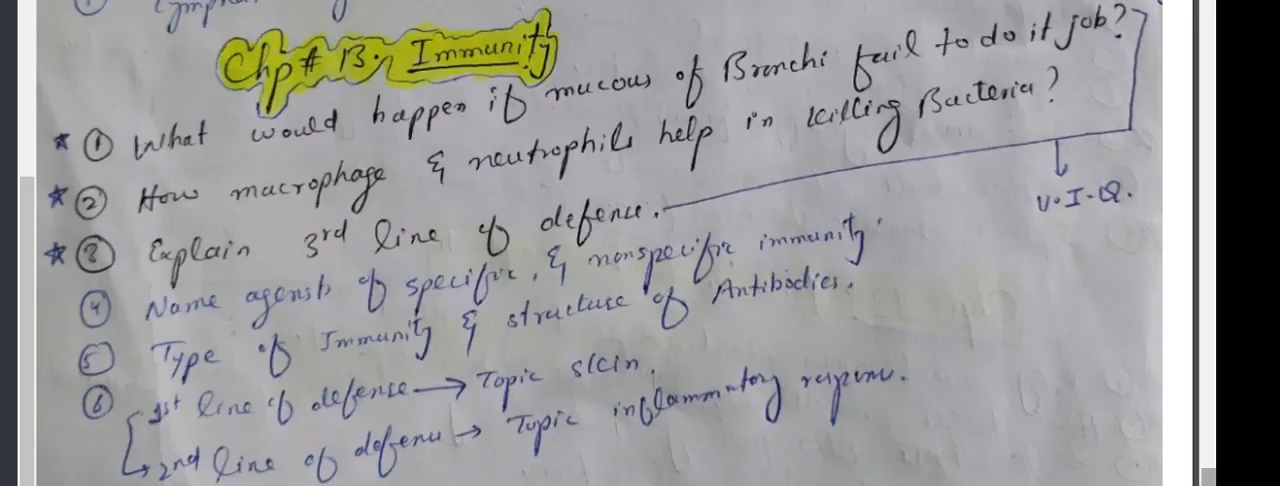 Lymph
Chp # 13. Immunity
★ ① What would happen if mucous of Bronchi fail to do it job?
★ ② How macrophage & neutrophils help in killing Bacteria?
★ ③ Explain 3rd line of defence.
V.I.Q.
④ Name agensts of specific, & nonspecific immunity.
⑤ Type of Immunity & structure of Antibodies.
⑥ 1st line of defense → Topic skin.
2nd line of defense → Topic inflammatory response.